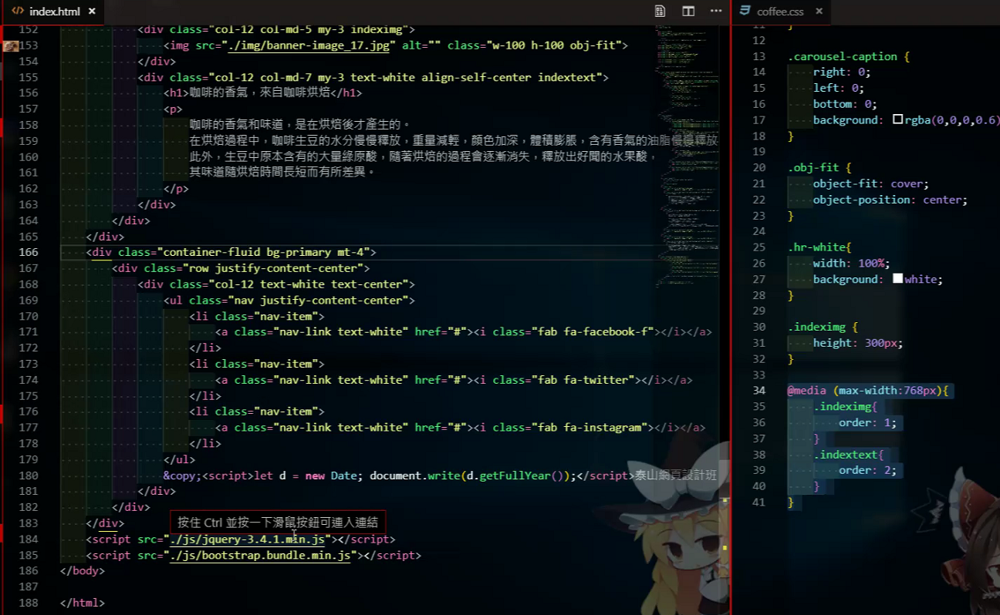 index.html ×
152 <div class="col-12 col-md-5 my-3 indeximg">
153 <img src="./img/banner-image_17.jpg" alt="" class="w-100 h-100 obj-fit">
154 </div>
155 <div class="col-12 col-md-7 my-3 text-white align-self-center indextext">
156 <h1>咖啡的香氣，來自咖啡烘焙</h1>
157 <p>
158 咖啡的香氣和味道，是在烘焙後才產生的。
159 在烘焙過程中，咖啡生豆的水分慢慢釋放，重量減輕，顏色加深，體積膨脹，含有香氣的油脂慢慢釋放
160 此外，生豆中原本含有的大量綠原酸，隨著烘焙的過程會逐漸消失，釋放出好聞的水果酸，
161 其味道隨烘焙時間長短而有所差異。
162 </p>
163 </div>
164 </div>
165 </div>
166 <div class="container-fluid bg-primary mt-4">
167 <div class="row justify-content-center">
168 <div class="col-12 text-white text-center">
169 <ul class="nav justify-content-center">
170 <li class="nav-item">
171 <a class="nav-link text-white" href="#"><i class="fab fa-facebook-f"></i></a>
172 </li>
173 <li class="nav-item">
174 <a class="nav-link text-white" href="#"><i class="fab fa-twitter"></i></a>
175 </li>
176 <li class="nav-item">
177 <a class="nav-link text-white" href="#"><i class="fab fa-instagram"></i></a>
178 </li>
179 </ul>
180 &copy;<script>let d = new Date; document.write(d.getFullYear());</script>泰山網頁設計班
181 </div>
182 </div>
183 </div>
按住 Ctrl 並按一下滑鼠按鈕可連入連結
184 <script src="./js/jquery-3.4.1.min.js"></script>
185 <script src="./js/bootstrap.bundle.min.js"></script>
186 </body>
187
188 </html>
coffee.css ×
11 }
12
13 .carousel-caption {
14 right: 0;
15 left: 0;
16 bottom: 0;
17 background: rgba(0,0,0,0.6)
18 }
19
20 .obj-fit {
21 object-fit: cover;
22 object-position: center;
23 }
24
25 .hr-white{
26 width: 100%;
27 background: white;
28 }
29
30 .indeximg {
31 height: 300px;
32 }
33
34 @media (max-width:768px){
35 .indeximg{
36 order: 1;
37 }
38 .indextext{
39 order: 2;
40 }
41 }